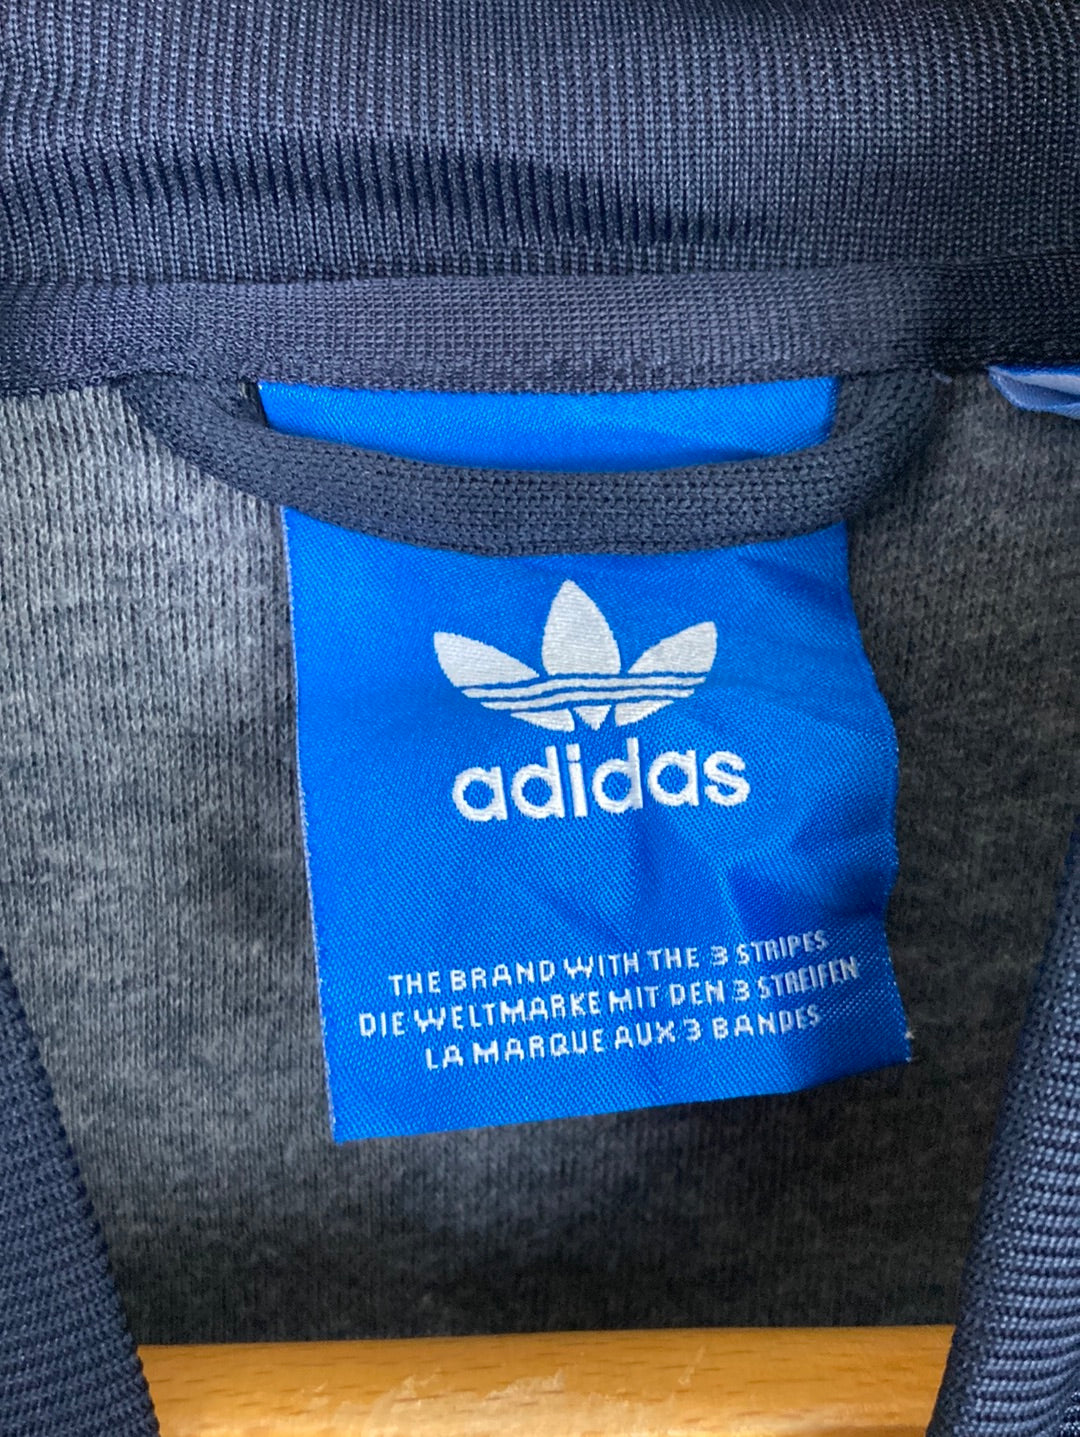 adidas
THE BRAND WITH THE 3 STRIPES
DIE WELTMARKE MIT DEN 3 STREIFEN
LA MARQUE AUX 3 BANDES